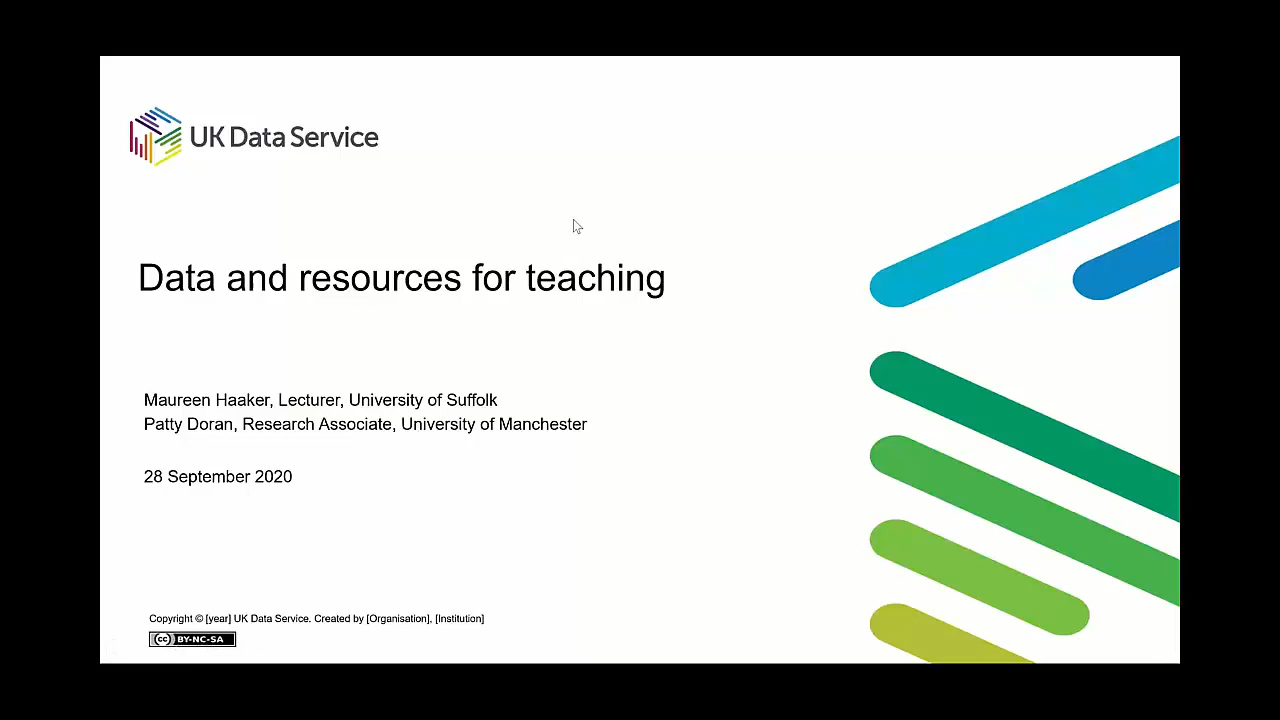 UK Data Service
Data and resources for teaching
Maureen Haaker, Lecturer, University of Suffolk
Patty Doran, Research Associate, University of Manchester
28 September 2020
Copyright © [year] UK Data Service. Created by [Organisation], [Institution]
cc BY-NC-SA